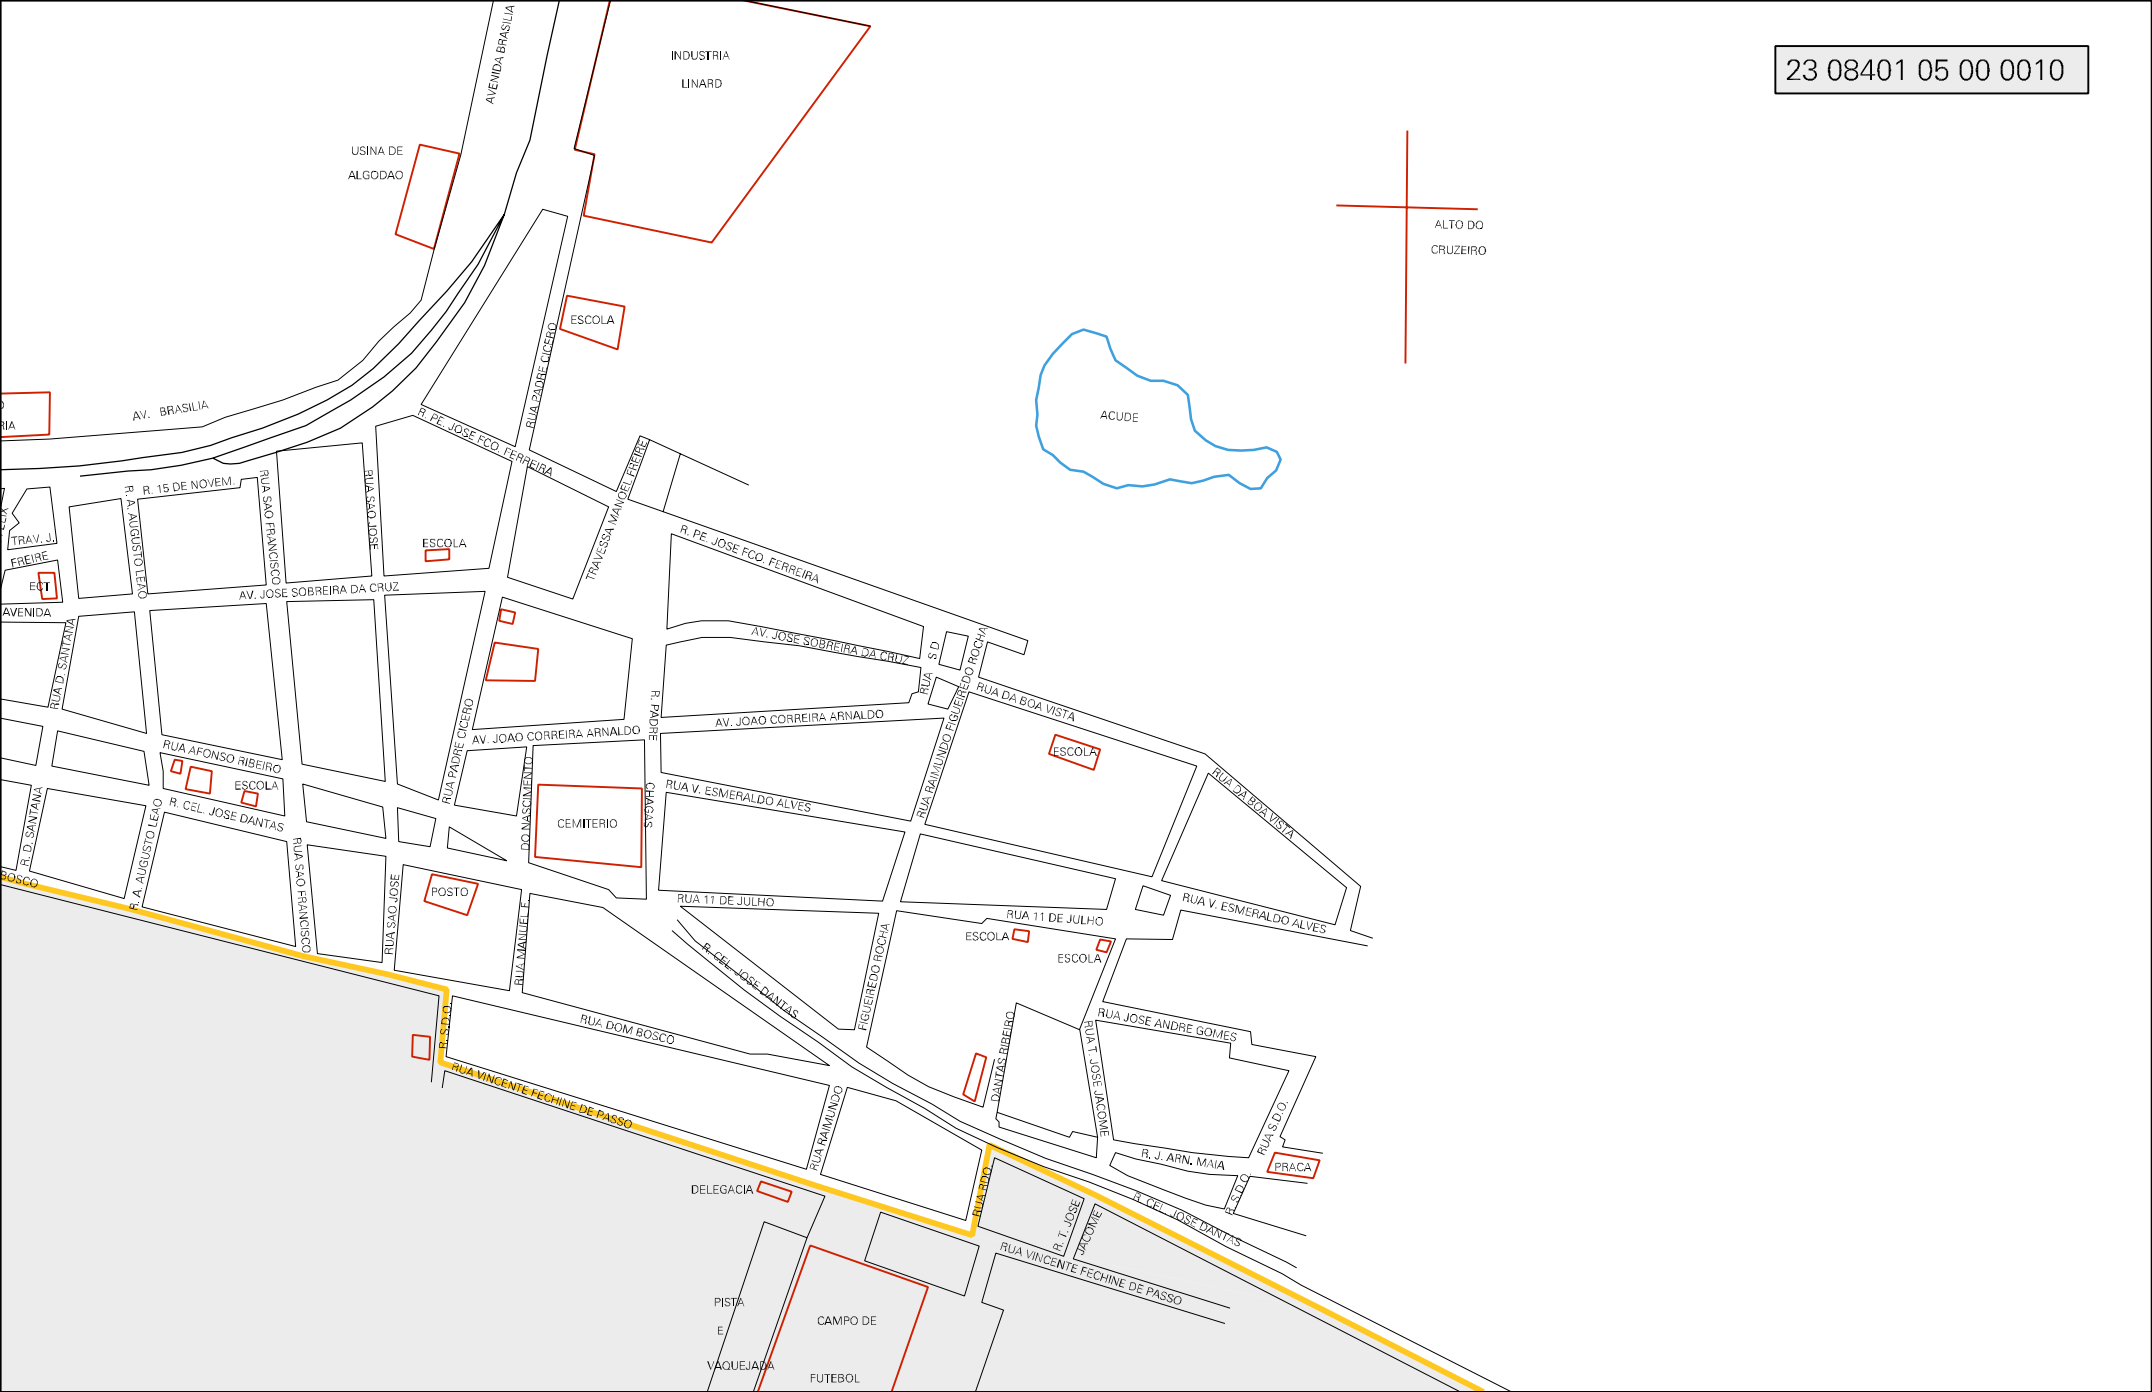 AVENIDA BRASILIA
INDUSTRIA
LINARD
23 08401 05 00 0010
USINA DE
ALGODAO
ALTO DO
CRUZEIRO
ESCOLA
RUA PADRE CICERO
AV. BRASILIA
RIA
ACUDE
R. PE. JOSE FCO. FERREIRA
TRAVESSA MANOEL FREIRE
R. 15 DE NOVEM.
R. A. AUGUSTO LEAO
RUA SAO FRANCISCO
RUA SAO JOSE
ESCOLA
TRAV. J.
FREIRE
ECT
AVENIDA
AV. JOSE SOBREIRA DA CRUZ
R. PE. JOSE FCO. FERREIRA
AV. JOSE SOBREIRA DA CRUZ
RUA S D
RUA RAIMUNDO FIGUEIREDO ROCHA
RUA DA BOA VISTA
RUA D. SANTANA
R. PADRE
CHAGAS
AV. JOAO CORREIRA ARNALDO
AV. JOAO CORREIRA ARNALDO
RUA PADRE CICERO
RUA AFONSO RIBEIRO
ESCOLA
ESCOLA
RUA DA BOA VISTA
R. CEL. JOSE DANTAS
DO NASCIMENTO
CEMITERIO
RUA V. ESMERALDO ALVES
R. D. SANTANA
R. A. AUGUSTO LEAO
RUA SAO FRANCISCO
RUA SAO JOSE
BOSCO
POSTO
RUA MANUEL F.
RUA 11 DE JULHO
RUA 11 DE JULHO
RUA V. ESMERALDO ALVES
ESCOLA
ESCOLA
FIGUEIREDO ROCHA
R. CEL. JOSE DANTAS
R. S.D.O.
RUA DOM BOSCO
DANTAS RIBEIRO
RUA JOSE ANDRE GOMES
RUA T. JOSE JACOME
RUA VINCENTE FECHINE DE PASSO
RUA RAIMUNDO
RUA S.D.O.
R. J. ARN. MAIA
PRACA
DELEGACIA
RUA RDO.
R. S.D.O.
R. CEL. JOSE DANTAS
R. T. JOSE
JACOME
RUA VINCENTE FECHINE DE PASSO
PISTA
E
VAQUEJADA
CAMPO DE
FUTEBOL